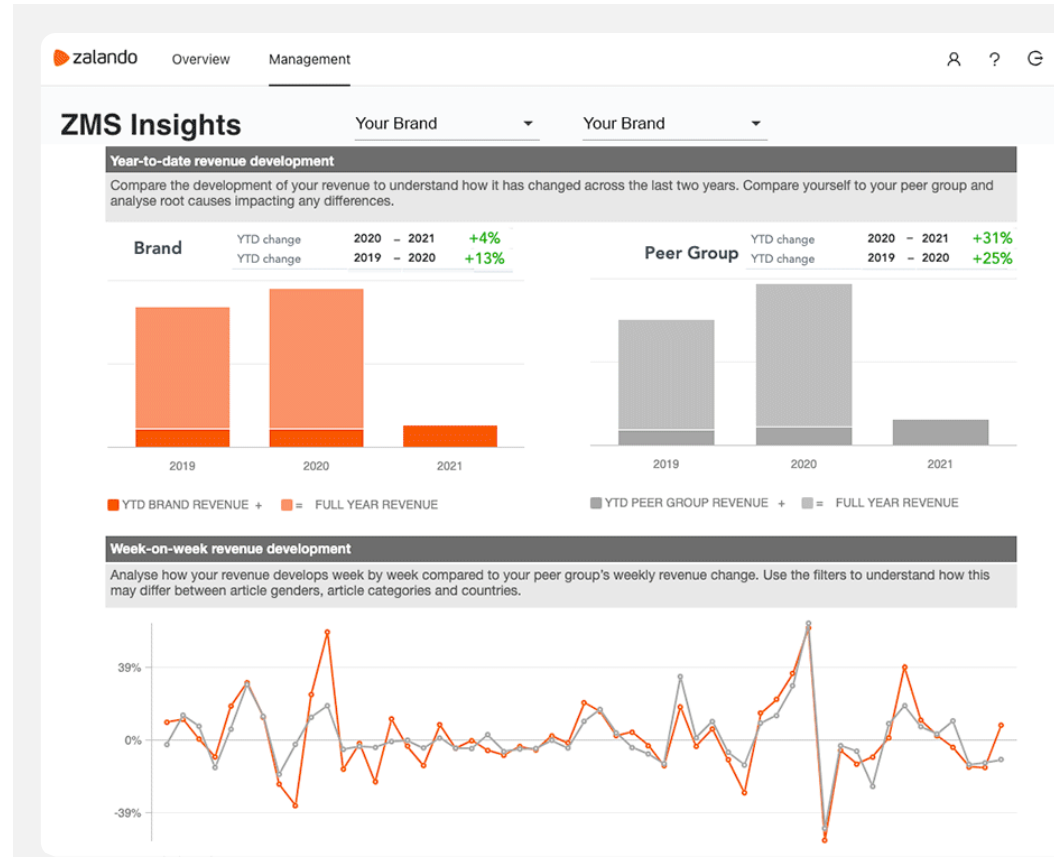 zalando Overview Management ?
ZMS Insights Your Brand Your Brand
Year-to-date revenue development
Compare the development of your revenue to understand how it has changed across the last two years. Compare yourself to your peer group and
analyse root causes impacting any differences.
Brand
YTD change 2020 – 2021 +4%
YTD change 2019 – 2020 +13%
Peer Group
YTD change 2020 – 2021 +31%
YTD change 2019 – 2020 +25%
2019 2020 2021
2019 2020 2021
YTD BRAND REVENUE + = FULL YEAR REVENUE
YTD PEER GROUP REVENUE + = FULL YEAR REVENUE
Week-on-week revenue development
Analyse how your revenue develops week by week compared to your peer group's weekly revenue change. Use the filters to understand how this
may differ between article genders, article categories and countries.
39%
0%
-39%